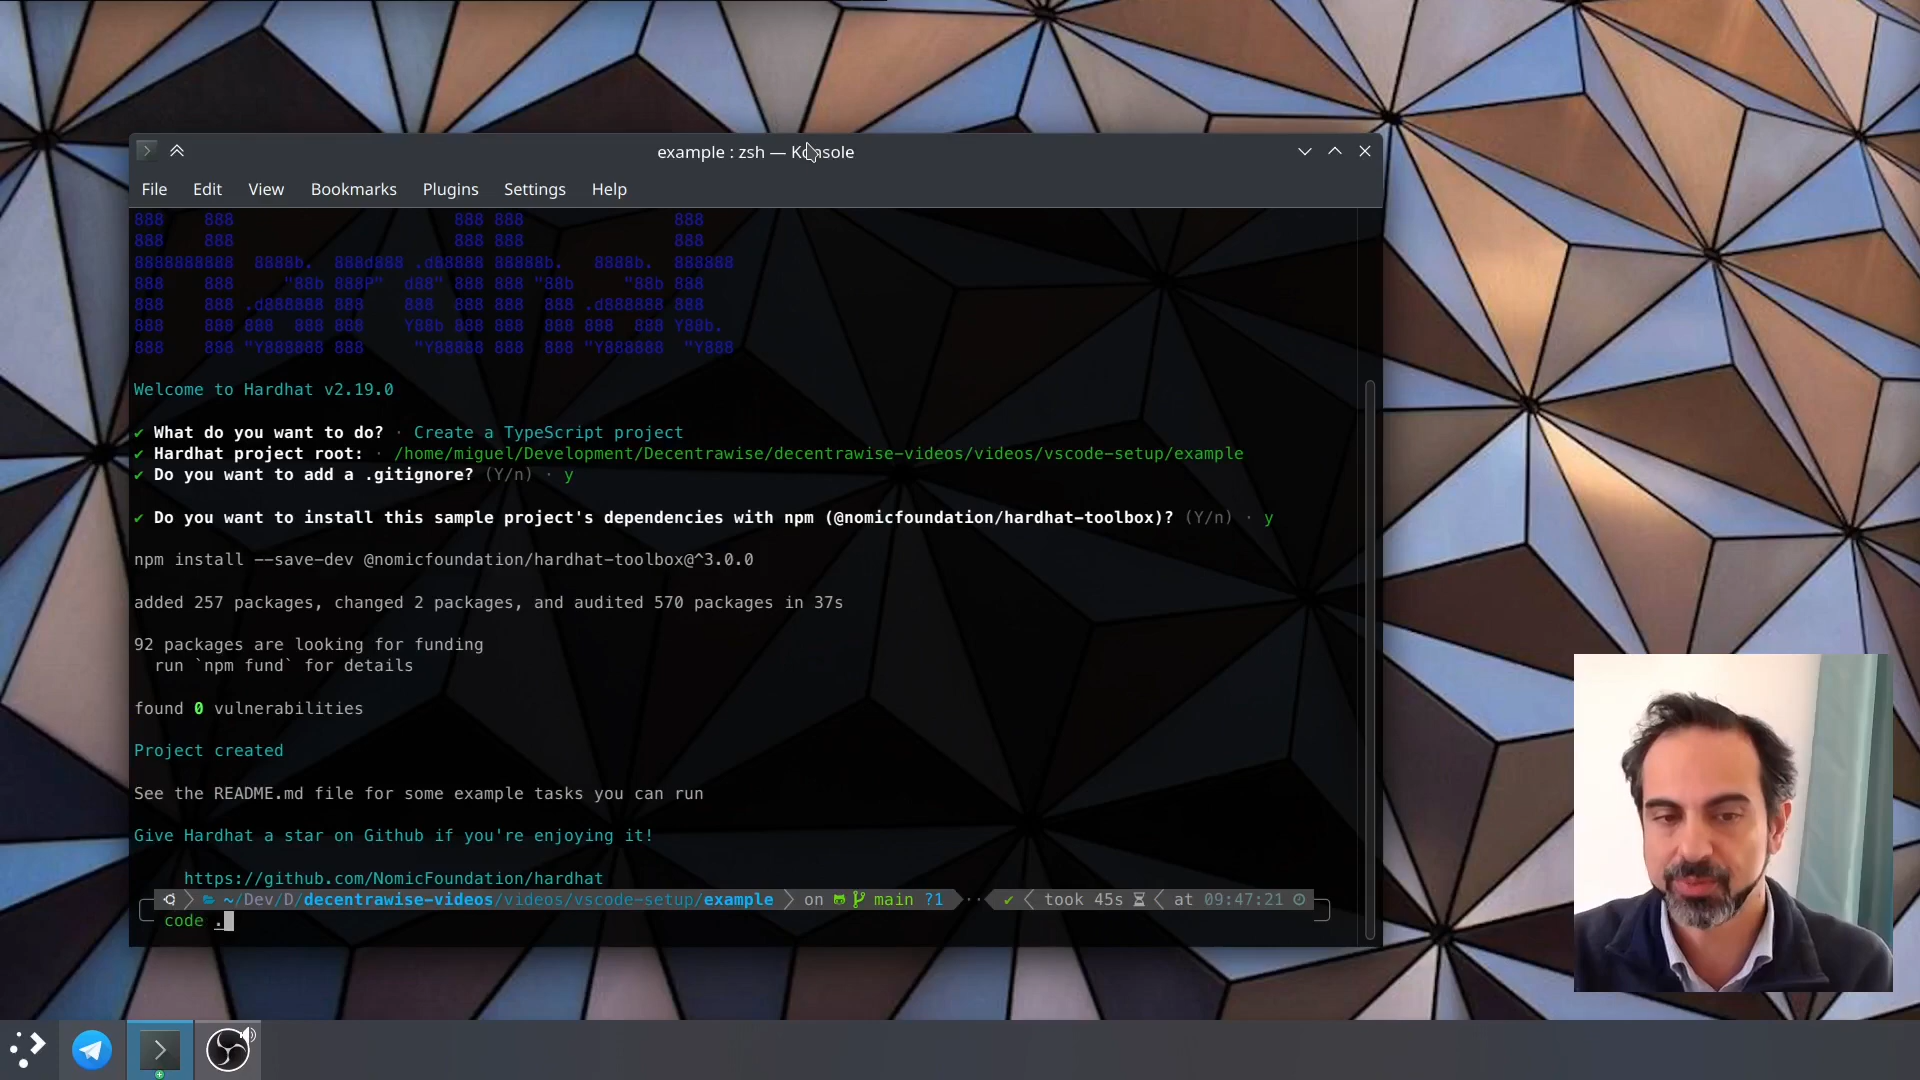 example : zsh — Konsole
File Edit View Bookmarks Plugins Settings Help
888    888                      888 888               888
888    888                      888 888               888
8888888888  8888b.  888d888 .d88888 88888b.   8888b.  888888
888    888     "88b 888P"  d88" 888 888 "88b     "88b 888
888    888 .d888888 888    888  888 888  888 .d888888 888
888    888 888  888 888    Y88b 888 888  888 888  888 Y88b.
888    888 "Y888888 888     "Y88888 888  888 "Y888888  "Y888
Welcome to Hardhat v2.19.0
✔ What do you want to do? · Create a TypeScript project
✔ Hardhat project root: · /home/miguel/Development/Decentrawise/decentrawise-videos/videos/vscode-setup/example
✔ Do you want to add a .gitignore? (Y/n) · y
✔ Do you want to install this sample project's dependencies with npm (@nomicfoundation/hardhat-toolbox)? (Y/n) · y
npm install --save-dev @nomicfoundation/hardhat-toolbox@^3.0.0
added 257 packages, changed 2 packages, and audited 570 packages in 37s
92 packages are looking for funding
  run `npm fund` for details
found 0 vulnerabilities
Project created
See the README.md file for some example tasks you can run
Give Hardhat a star on Github if you're enjoying it!
https://github.com/NomicFoundation/hardhat
~/Dev/D/decentrawise-videos/videos/vscode-setup/example on main ?1 ·· ✔ took 45s at 09:47:21
code .